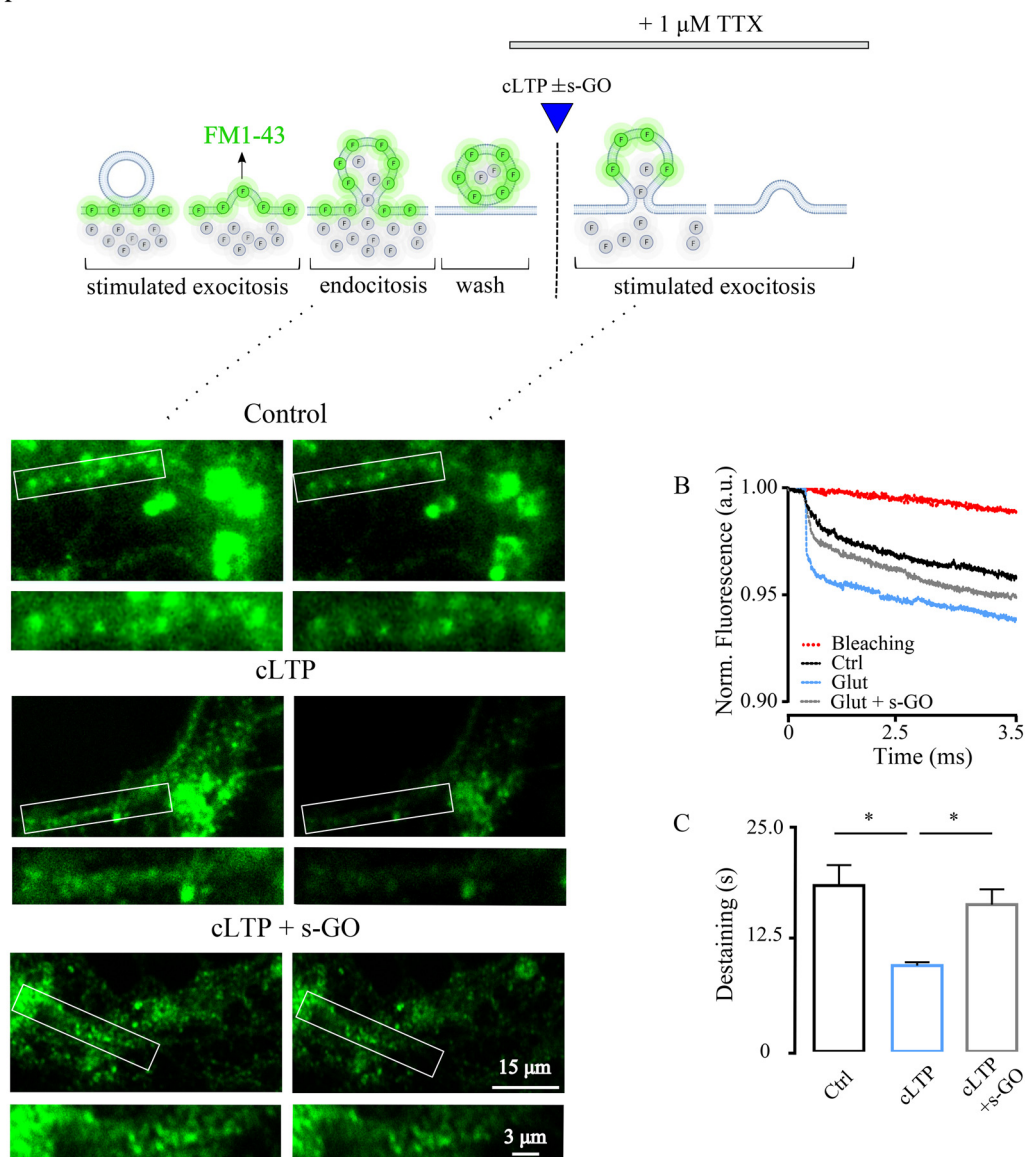 + 1 μM TTX
cLTP ±s-GO
FM1-43
F F F F F F F F F F F F F F F F F F F F F F F F
stimulated exocitosis
endocitosis
wash
stimulated exocitosis
Control
cLTP
cLTP + s-GO
15 μm
3 μm
B
Norm. Fluorescence (a.u.)
1.00
0.95
0.90
Bleaching
Ctrl
Glut
Glut + s-GO
0
2.5
3.5
Time (ms)
C
Destaining (s)
25.0
12.5
0
*
*
Ctrl
cLTP
cLTP
+s-GO